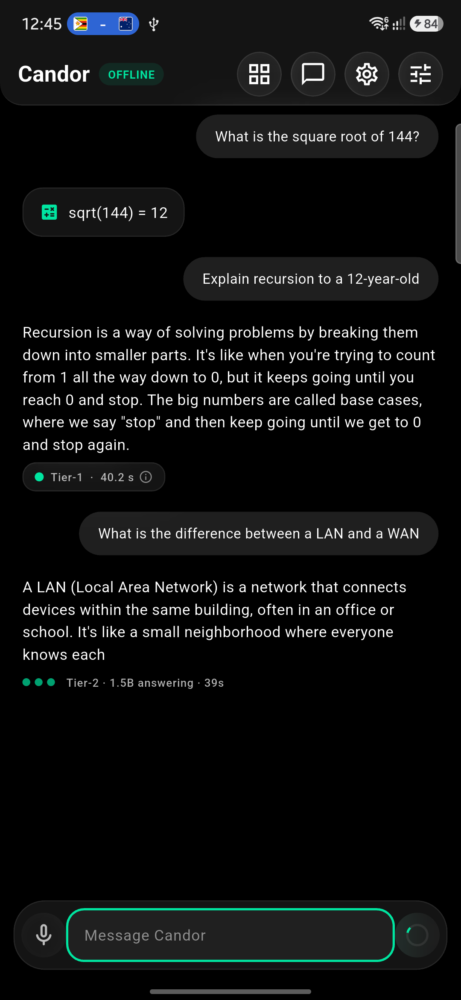 12:45
-
6
84
Candor
OFFLINE
What is the square root of 144?
sqrt(144) = 12
Explain recursion to a 12-year-old
Recursion is a way of solving problems by breaking them
down into smaller parts. It's like when you're trying to count
from 1 all the way down to 0, but it keeps going until you
reach 0 and stop. The big numbers are called base cases,
where we say "stop" and then keep going until we get to 0
and stop again.
Tier-1 · 40.2 s
What is the difference between a LAN and a WAN
A LAN (Local Area Network) is a network that connects
devices within the same building, often in an office or
school. It's like a small neighborhood where everyone
knows each
Tier-2 · 1.5B answering · 39s
Message Candor